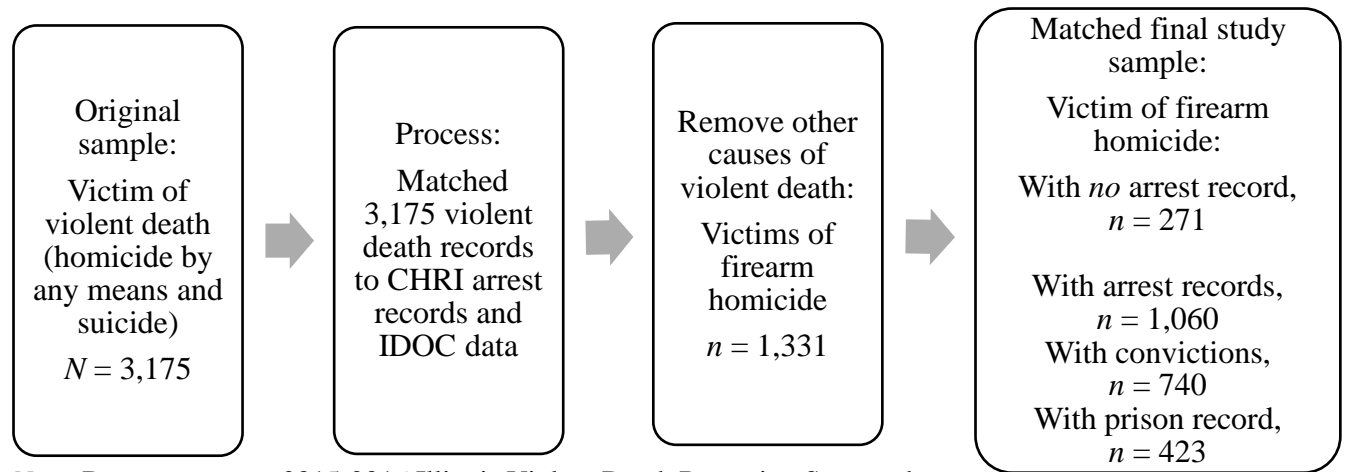 Original
sample:
Victim of
violent death
(homicide by
any means and
suicide)
N = 3,175
Process:
Matched
3,175 violent
death records
to CHRI arrest
records and
IDOC data
Remove other
causes of
violent death:
Victims of
firearm
homicide
n = 1,331
Matched final study
sample:
Victim of firearm
homicide:
With no arrest record,
n = 271
With arrest records,
n = 1,060
With convictions,
n = 740
With prison record,
n = 423